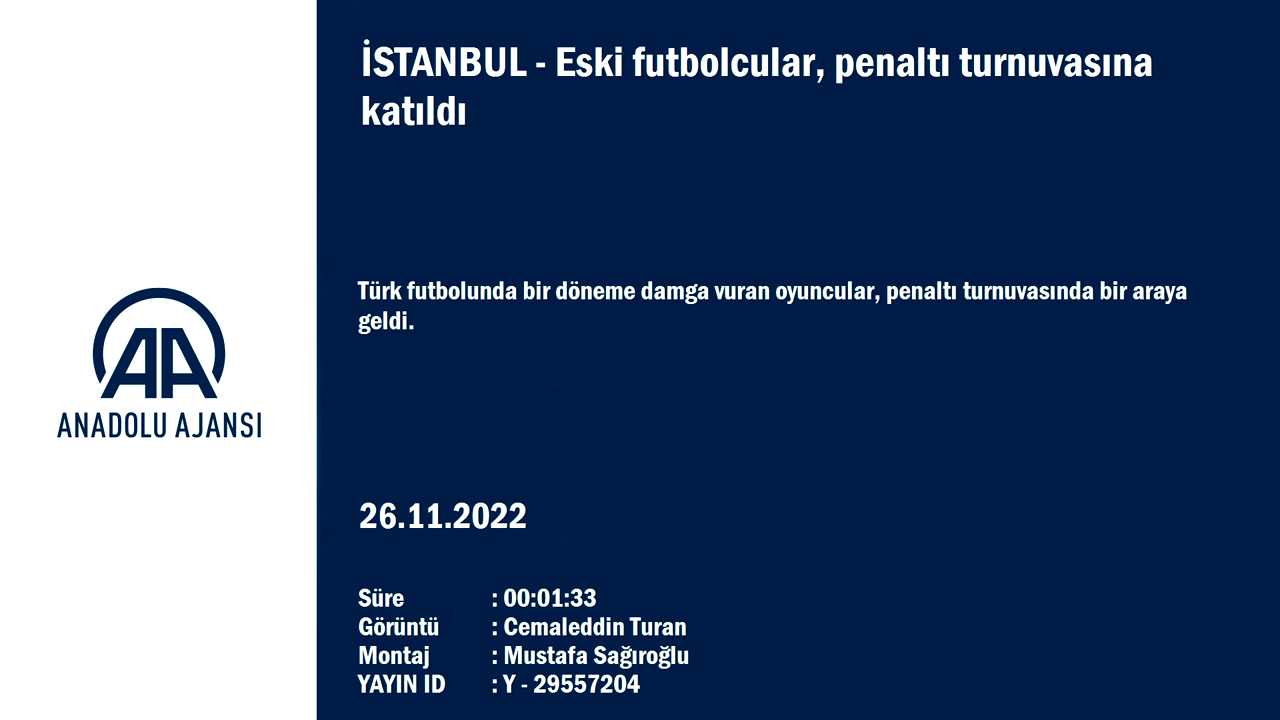 İSTANBUL - Eski futbolcular, penaltı turnuvasına
katıldı
Türk futbolunda bir döneme damga vuran oyuncular, penaltı turnuvasında bir araya
geldi.
AA
ANADOLU AJANSI
26.11.2022
Süre : 00:01:33
Görüntü : Cemaleddin Turan
Montaj : Mustafa Sağıroğlu
YAYIN ID : Y - 29557204